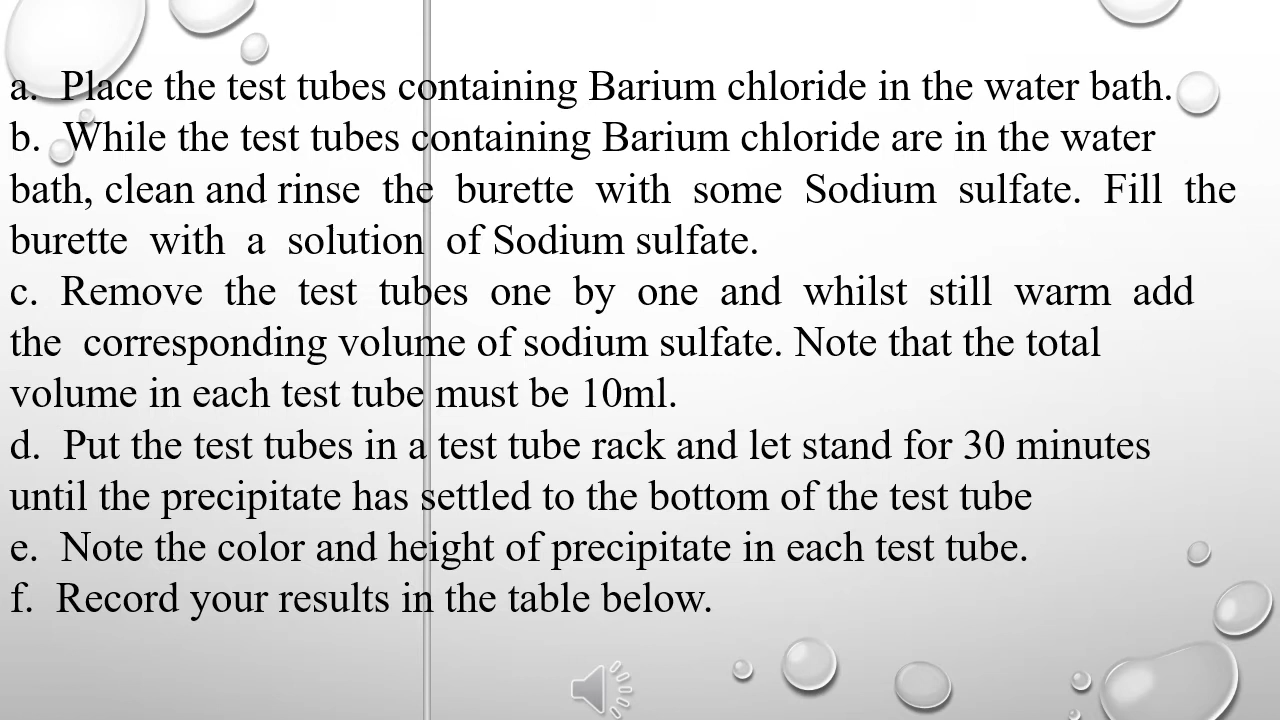 a.  Place the test tubes containing Barium chloride in the water bath.
b.  While the test tubes containing Barium chloride are in the water
bath, clean and rinse  the  burette  with  some  Sodium  sulfate.  Fill  the
burette  with  a  solution  of Sodium sulfate.
c.  Remove  the  test  tubes  one  by  one  and  whilst  still  warm  add
the  corresponding volume of sodium sulfate. Note that the total
volume in each test tube must be 10ml.
d.  Put the test tubes in a test tube rack and let stand for 30 minutes
until the precipitate has settled to the bottom of the test tube
e.  Note the color and height of precipitate in each test tube.
f.  Record your results in the table below.